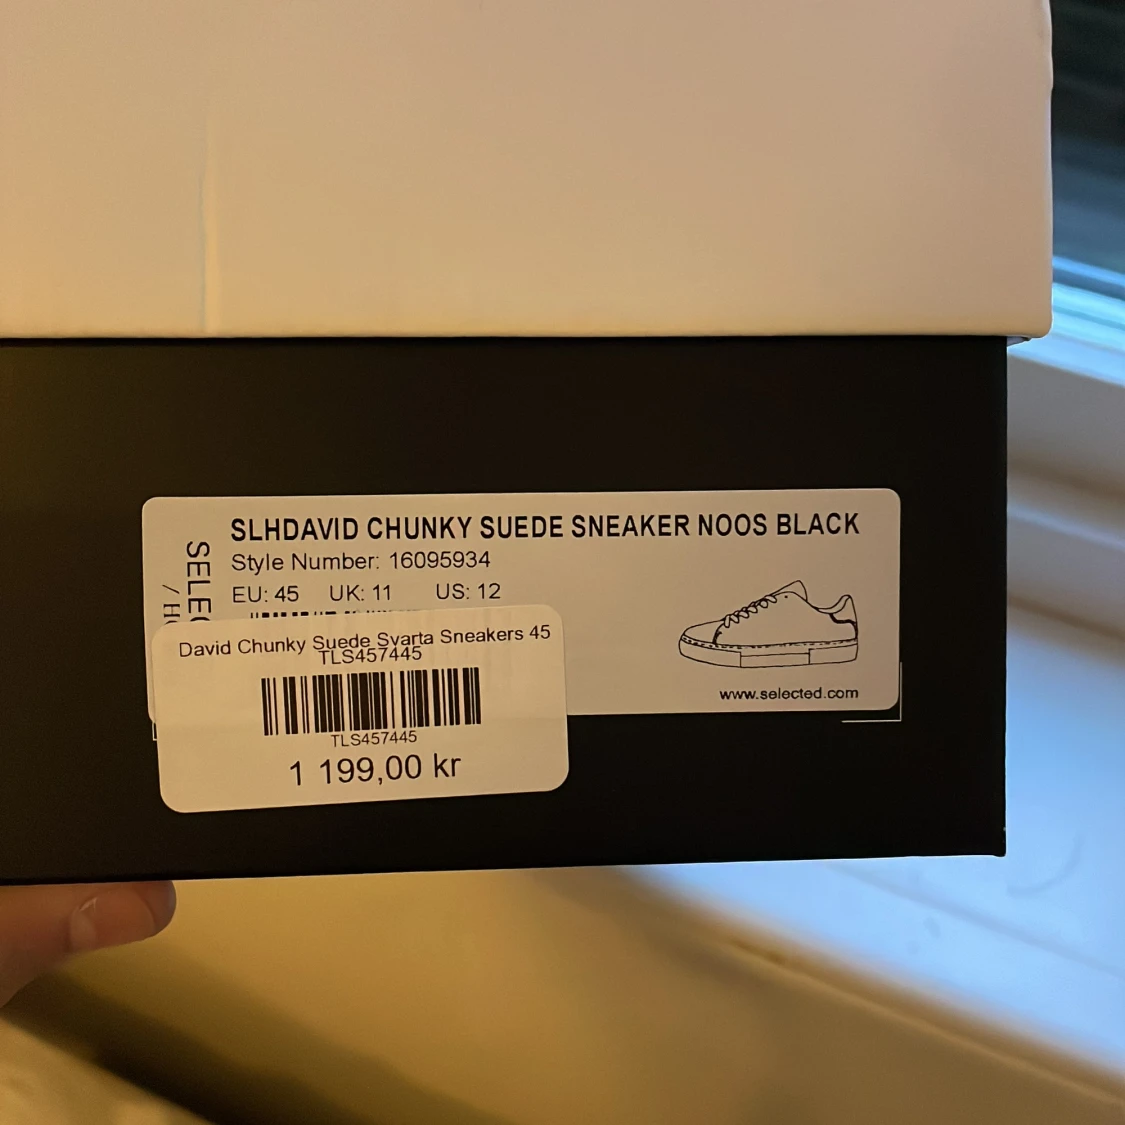 SLHDAVID CHUNKY SUEDE SNEAKER NOOS BLACK
Style Number: 16095934
EU: 45 UK: 11 US: 12
David Chunky Suede Svarta Sneakers 45
TLS457445
TLS457445
1 199,00 kr
www.selected.com